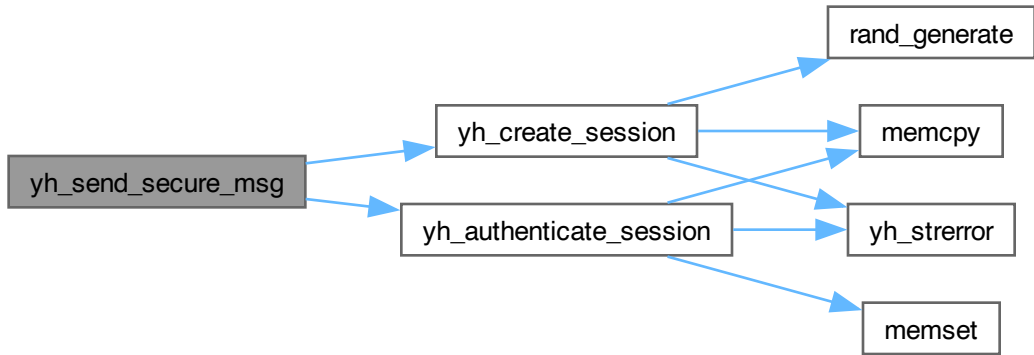 rand_generate
yh_create_session
memcpy
yh_send_secure_msg
yh_authenticate_session
yh_strerror
memset